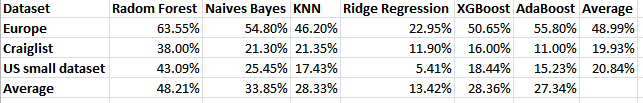 Dataset Radom Forest Naives Bayes KNN Ridge Regression XGBoost AdaBoost Average
Europe 63.55% 54.80% 46.20% 22.95% 50.65% 55.80% 48.99%
Craiglist 38.00% 21.30% 21.35% 11.90% 16.00% 11.00% 19.93%
US small dataset 43.09% 25.45% 17.43% 5.41% 18.44% 15.23% 20.84%
Average 48.21% 33.85% 28.33% 13.42% 28.36% 27.34%